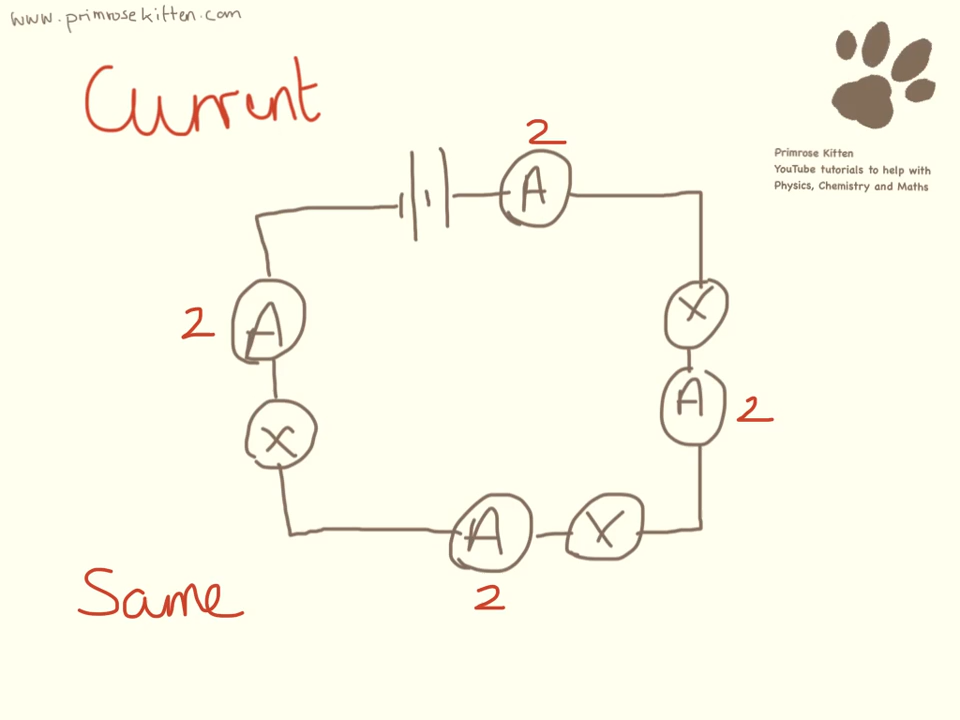 www.primrosekitten.com
Current
Primrose Kitten
YouTube tutorials to help with
Physics, Chemistry and Maths
2
A
2
A
X
A
2
X
A
X
2
Same